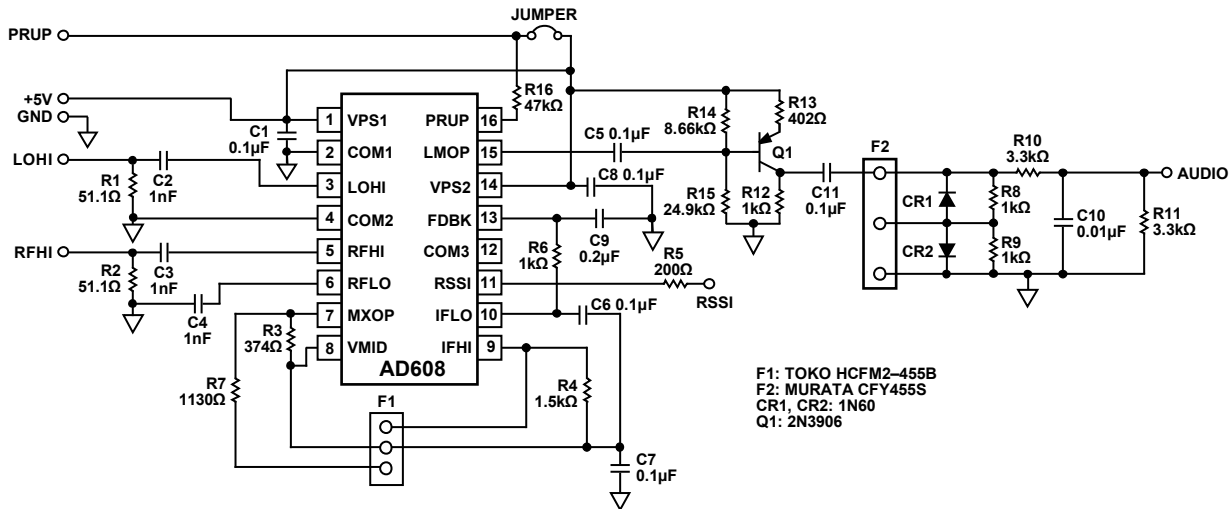 JUMPER
PRUP
+5V
GND
LOHI
RFHI
C1
0.1µF
R1
51.1Ω
C2
1nF
R2
51.1Ω
C3
1nF
C4
1nF
R3
374Ω
R7
1130Ω
1 VPS1
2 COM1
3 LOHI
4 COM2
5 RFHI
6 RFLO
7 MXOP
8 VMID
PRUP 16
LMOP 15
VPS2 14
FDBK 13
COM3 12
RSSI 11
IFLO 10
IFHI 9
AD608
F1
R16
47kΩ
C5 0.1µF
C8 0.1µF
C9
0.2µF
R6
1kΩ
R5
200Ω
RSSI
C6 0.1µF
R4
1.5kΩ
C7
0.1µF
R14
8.66kΩ
R13
402Ω
Q1
R15
24.9kΩ
R12
1kΩ
C11
0.1µF
F2
CR1
CR2
R8
1kΩ
R9
1kΩ
R10
3.3kΩ
C10
0.01µF
R11
3.3kΩ
AUDIO
F1: TOKO HCFM2–455B
F2: MURATA CFY455S
CR1, CR2: 1N60
Q1: 2N3906